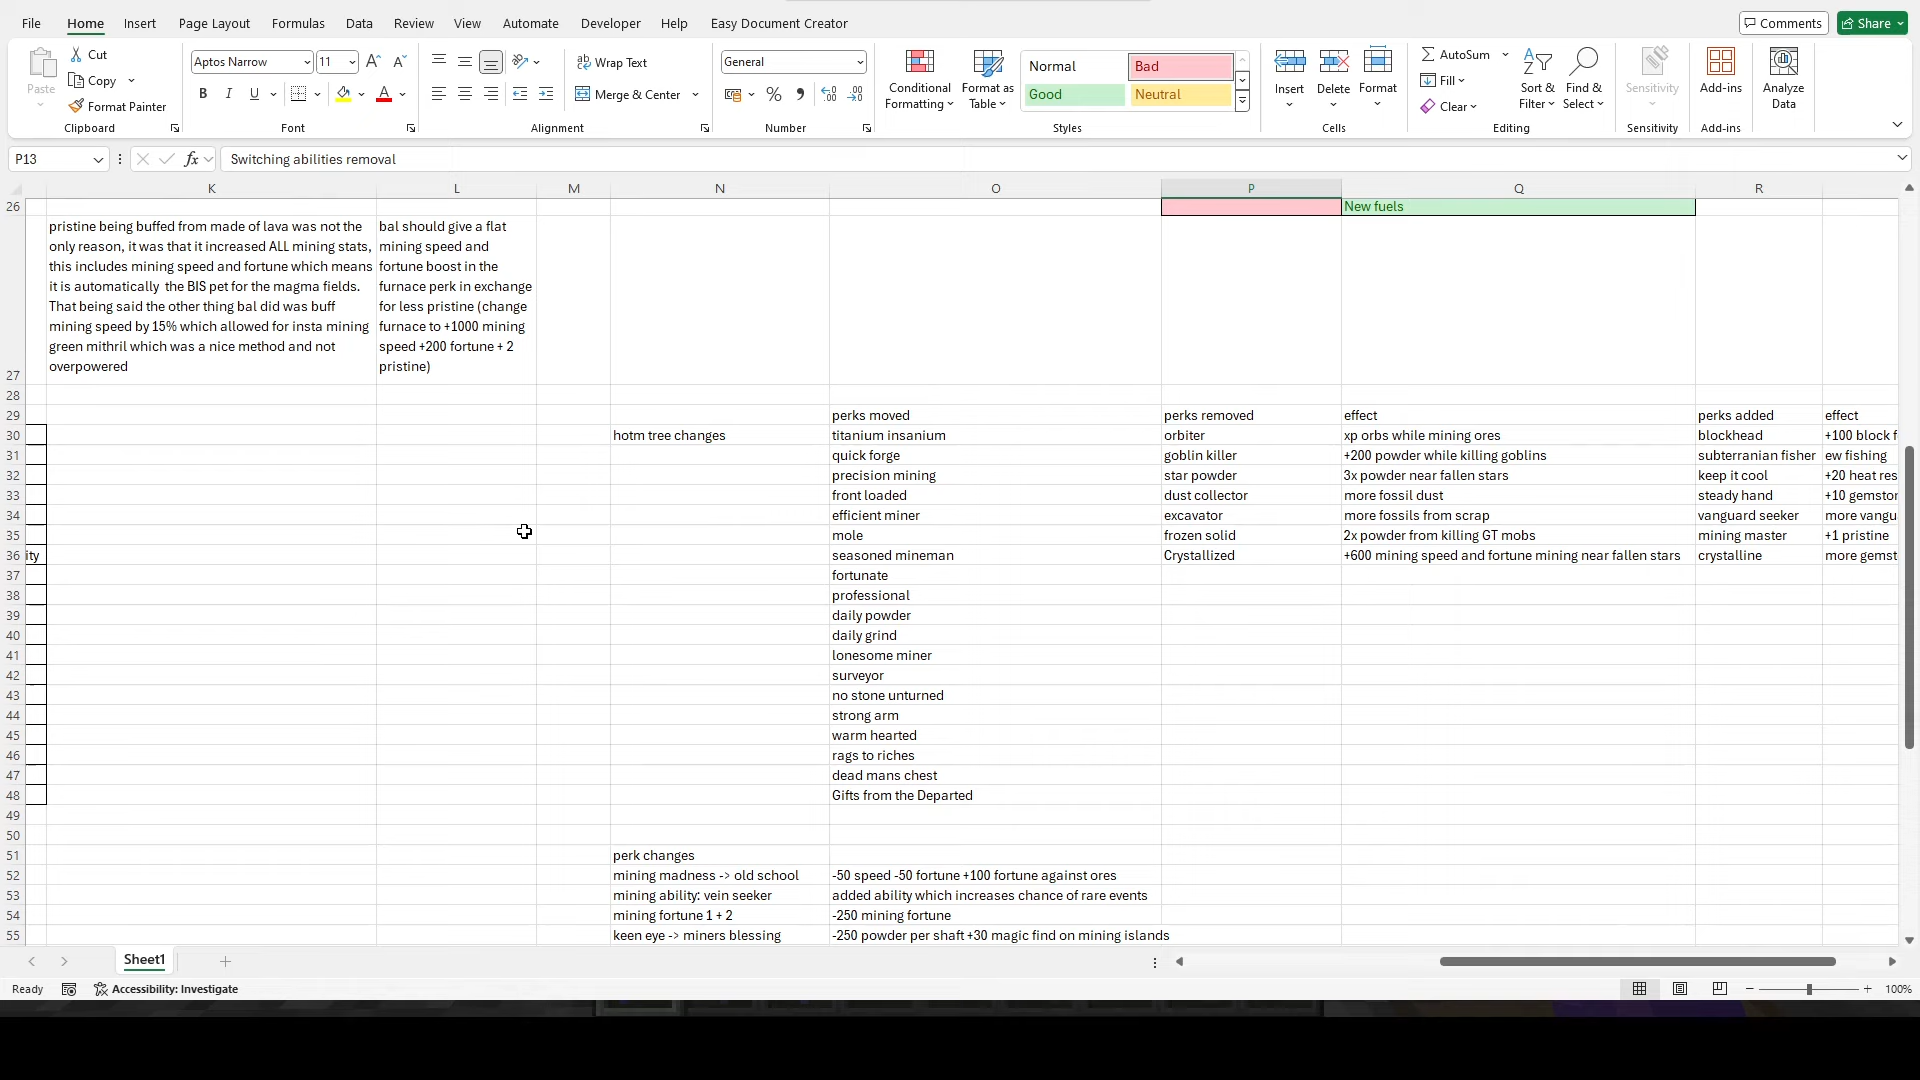 File Home Insert Page Layout Formulas Data Review View Automate Developer Help Easy Document Creator Comments Share
Paste Cut Copy Format Painter Clipboard
Aptos Narrow 11 A A B I U A Font
ab Wrap Text Merge & Center Alignment
General % , Number
Conditional Formatting Format as Table Normal Bad Good Neutral Styles
Insert Delete Format Cells
AutoSum Fill Clear Sort & Filter Find & Select Editing
Sensitivity Sensitivity
Add-ins Add-ins
Analyze Data
P13 fx Switching abilities removal
K L M N O P Q R
26 New fuels
pristine being buffed from made of lava was not the
only reason, it was that it increased ALL mining stats,
this includes mining speed and fortune which means
it is automatically the BIS pet for the magma fields.
That being said the other thing bal did was buff
mining speed by 15% which allowed for insta mining
green mithril which was a nice method and not
overpowered
bal should give a flat
mining speed and
fortune boost in the
furnace perk in exchange
for less pristine (change
furnace to +1000 mining
speed +200 fortune + 2
pristine)
27
28
29 perks moved perks removed effect perks added effect
30 hotm tree changes titanium insanium orbiter xp orbs while mining ores blockhead +100 block f
31 quick forge goblin killer +200 powder while killing goblins subterranian fisher ew fishing
32 precision mining star powder 3x powder near fallen stars keep it cool +20 heat res
33 front loaded dust collector more fossil dust steady hand +10 gemstor
34 efficient miner excavator more fossils from scrap vanguard seeker more vangu
35 mole frozen solid 2x powder from killing GT mobs mining master +1 pristine
36 ity seasoned mineman Crystallized +600 mining speed and fortune mining near fallen stars crystalline more gemst
37 fortunate
38 professional
39 daily powder
40 daily grind
41 lonesome miner
42 surveyor
43 no stone unturned
44 strong arm
45 warm hearted
46 rags to riches
47 dead mans chest
48 Gifts from the Departed
49
50
51 perk changes
52 mining madness -> old school -50 speed -50 fortune +100 fortune against ores
53 mining ability: vein seeker added ability which increases chance of rare events
54 mining fortune 1 + 2 -250 mining fortune
55 keen eye -> miners blessing -250 powder per shaft +30 magic find on mining islands
Sheet1
Ready Accessibility: Investigate 100%